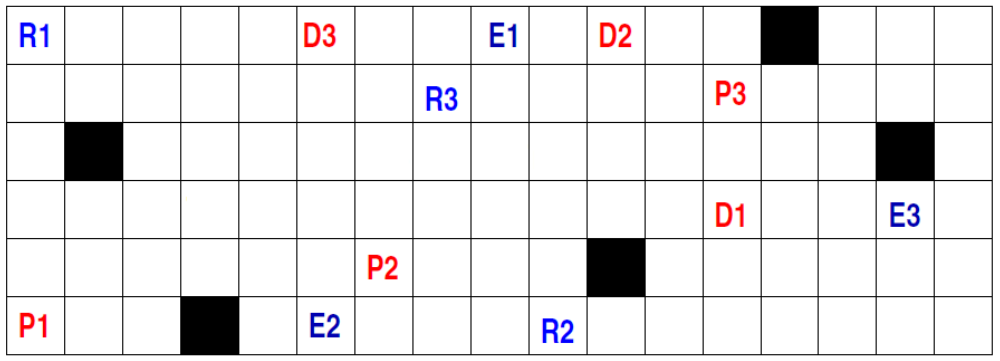 R1 D3 E1 D2
R3 P3
D1 E3
P2
P1 E2 R2